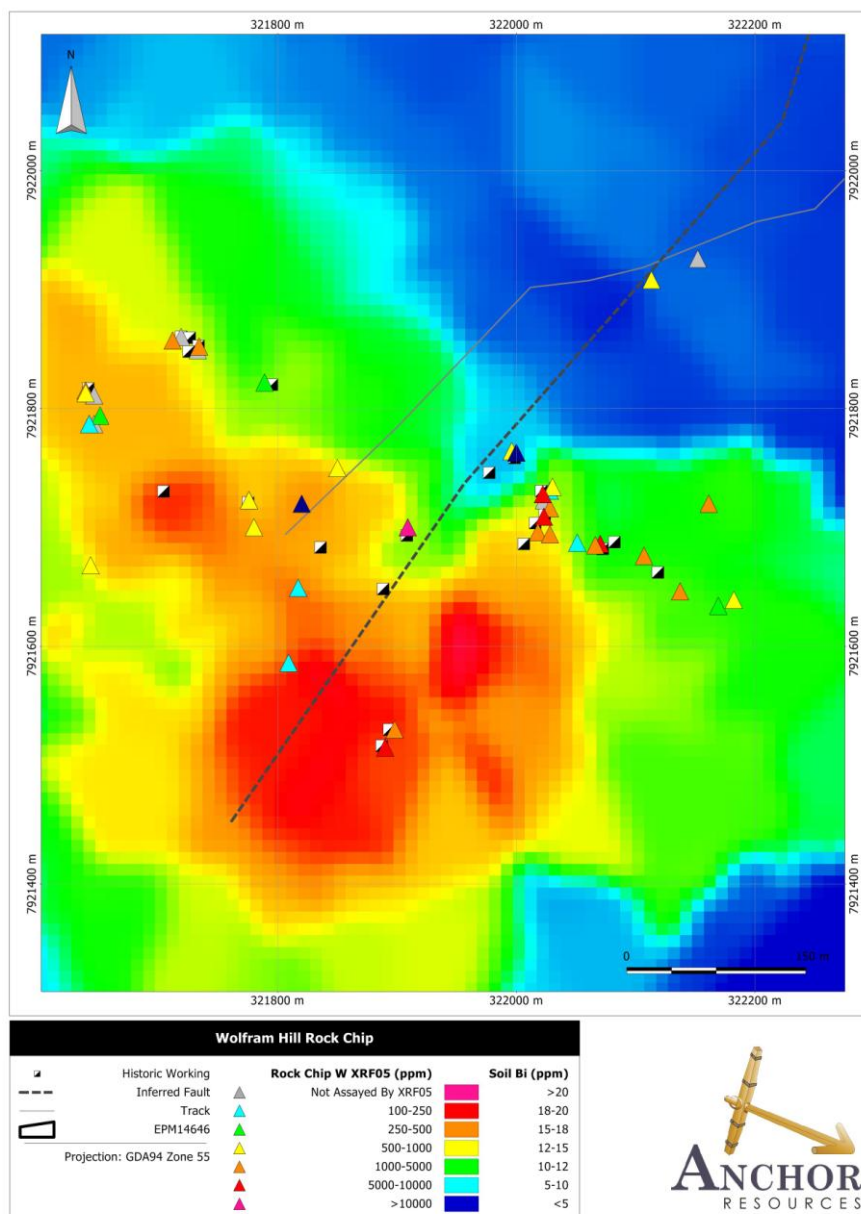 321800 m 322000 m 322200 m
N
7922000 m 7922000 m
7921800 m 7921800 m
7921600 m 7921600 m
7921400 m 7921400 m
0 150 m
321800 m 322000 m 322200 m
Wolfram Hill Rock Chip
Historic Working
Inferred Fault
Track
EPM14646
Projection: GDA94 Zone 55
Rock Chip W XRF05 (ppm)
Not Assayed By XRF05
100-250
250-500
500-1000
1000-5000
5000-10000
>10000
Soil Bi (ppm)
>20
18-20
15-18
12-15
10-12
5-10
<5
ANCHOR
RESOURCES